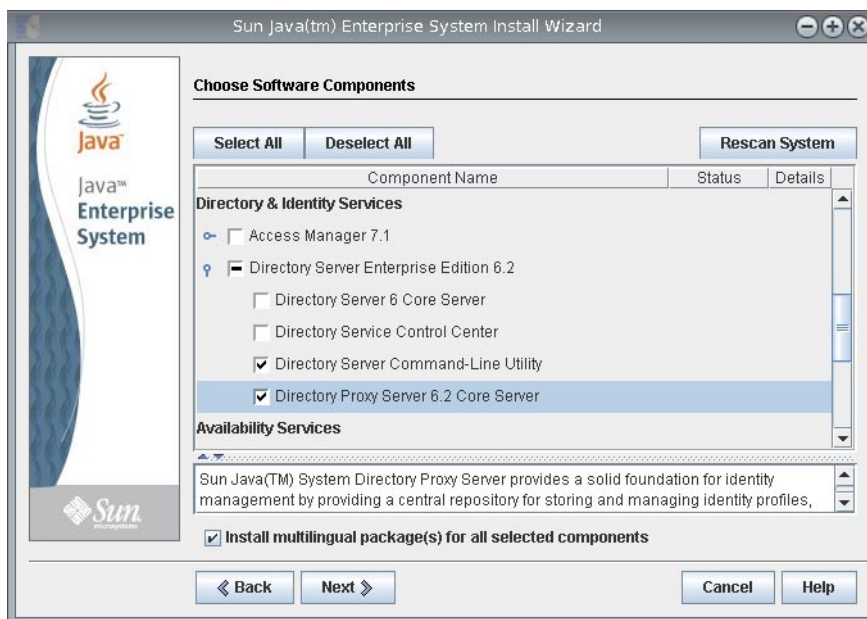 Sun Java(tm) Enterprise System Install Wizard
Java™
Java™
Enterprise
System
Sun
microsystems
Choose Software Components
Select All
Deselect All
Rescan System
Component Name
Status
Details
Directory & Identity Services
Access Manager 7.1
Directory Server Enterprise Edition 6.2
Directory Server 6 Core Server
Directory Service Control Center
Directory Server Command-Line Utility
Directory Proxy Server 6.2 Core Server
Availability Services
Sun Java(TM) System Directory Proxy Server provides a solid foundation for identity
management by providing a central repository for storing and managing identity profiles,
Install multilingual package(s) for all selected components
Back
Next
Cancel
Help